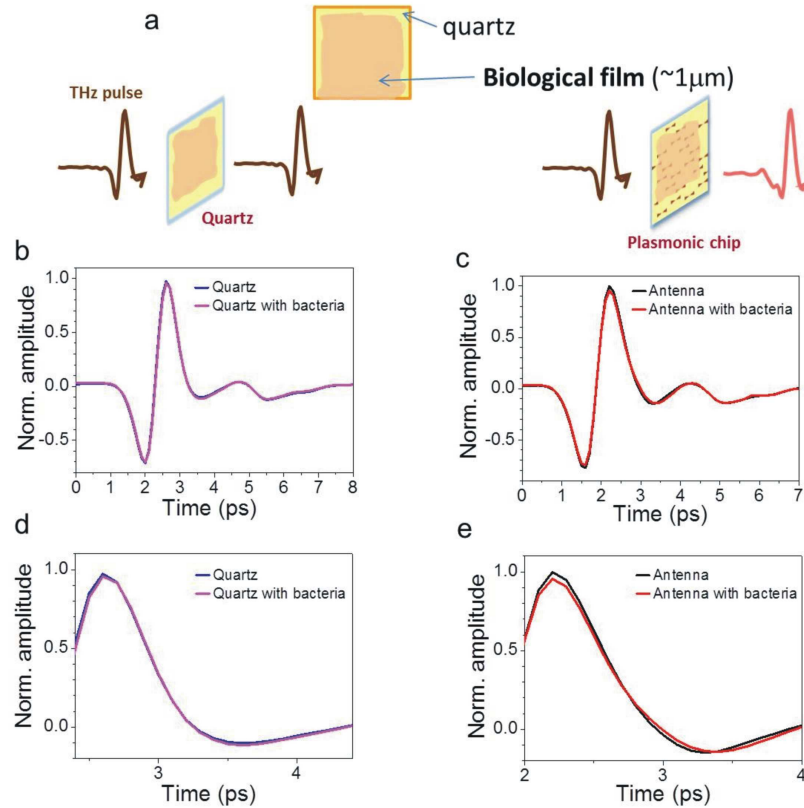 a
quartz
Biological film (~1μm)
THz pulse
Quartz
Plasmonic chip
b
Norm. amplitude
1.0
0.5
0.0
-0.5
Quartz
Quartz with bacteria
0 1 2 3 4 5 6 7 8
Time (ps)
c
Norm. amplitude
1.0
0.5
0.0
-0.5
Antenna
Antenna with bacteria
0 1 2 3 4 5 6 7
Time (ps)
d
Norm. amplitude
1.0
0.5
0.0
Quartz
Quartz with bacteria
3 4
Time (ps)
e
Norm. amplitude
1.0
0.5
0.0
Antenna
Antenna with bacteria
2 3 4
Time (ps)